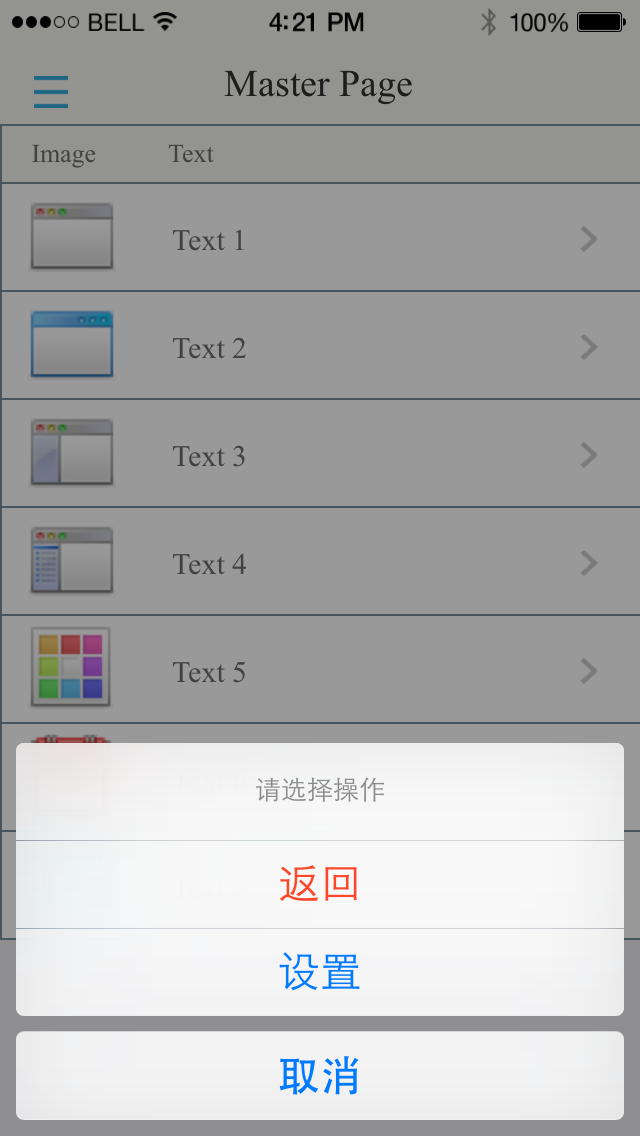 BELL 4:21 PM 100%
Master Page
Image Text
Text 1
Text 2
Text 3
Text 4
Text 5
请选择操作
返回
设置
取消